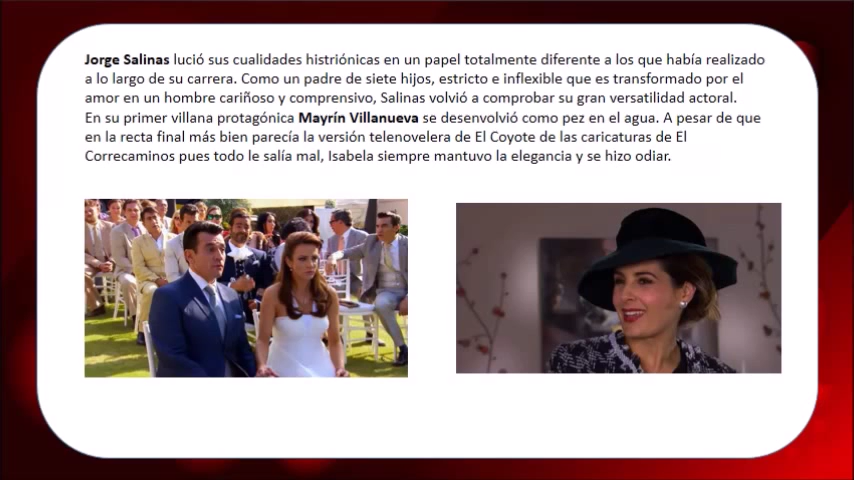 Jorge Salinas lució sus cualidades histriónicas en un papel totalmente diferente a los que había realizado
a lo largo de su carrera. Como un padre de siete hijos, estricto e inflexible que es transformado por el
amor en un hombre cariñoso y comprensivo, Salinas volvió a comprobar su gran versatilidad actoral.
En su primer villana protagónica Mayrín Villanueva se desenvolvió como pez en el agua. A pesar de que
en la recta final más bien parecía la versión telenovelera de El Coyote de las caricaturas de El
Correcaminos pues todo le salía mal, Isabela siempre mantuvo la elegancia y se hizo odiar.